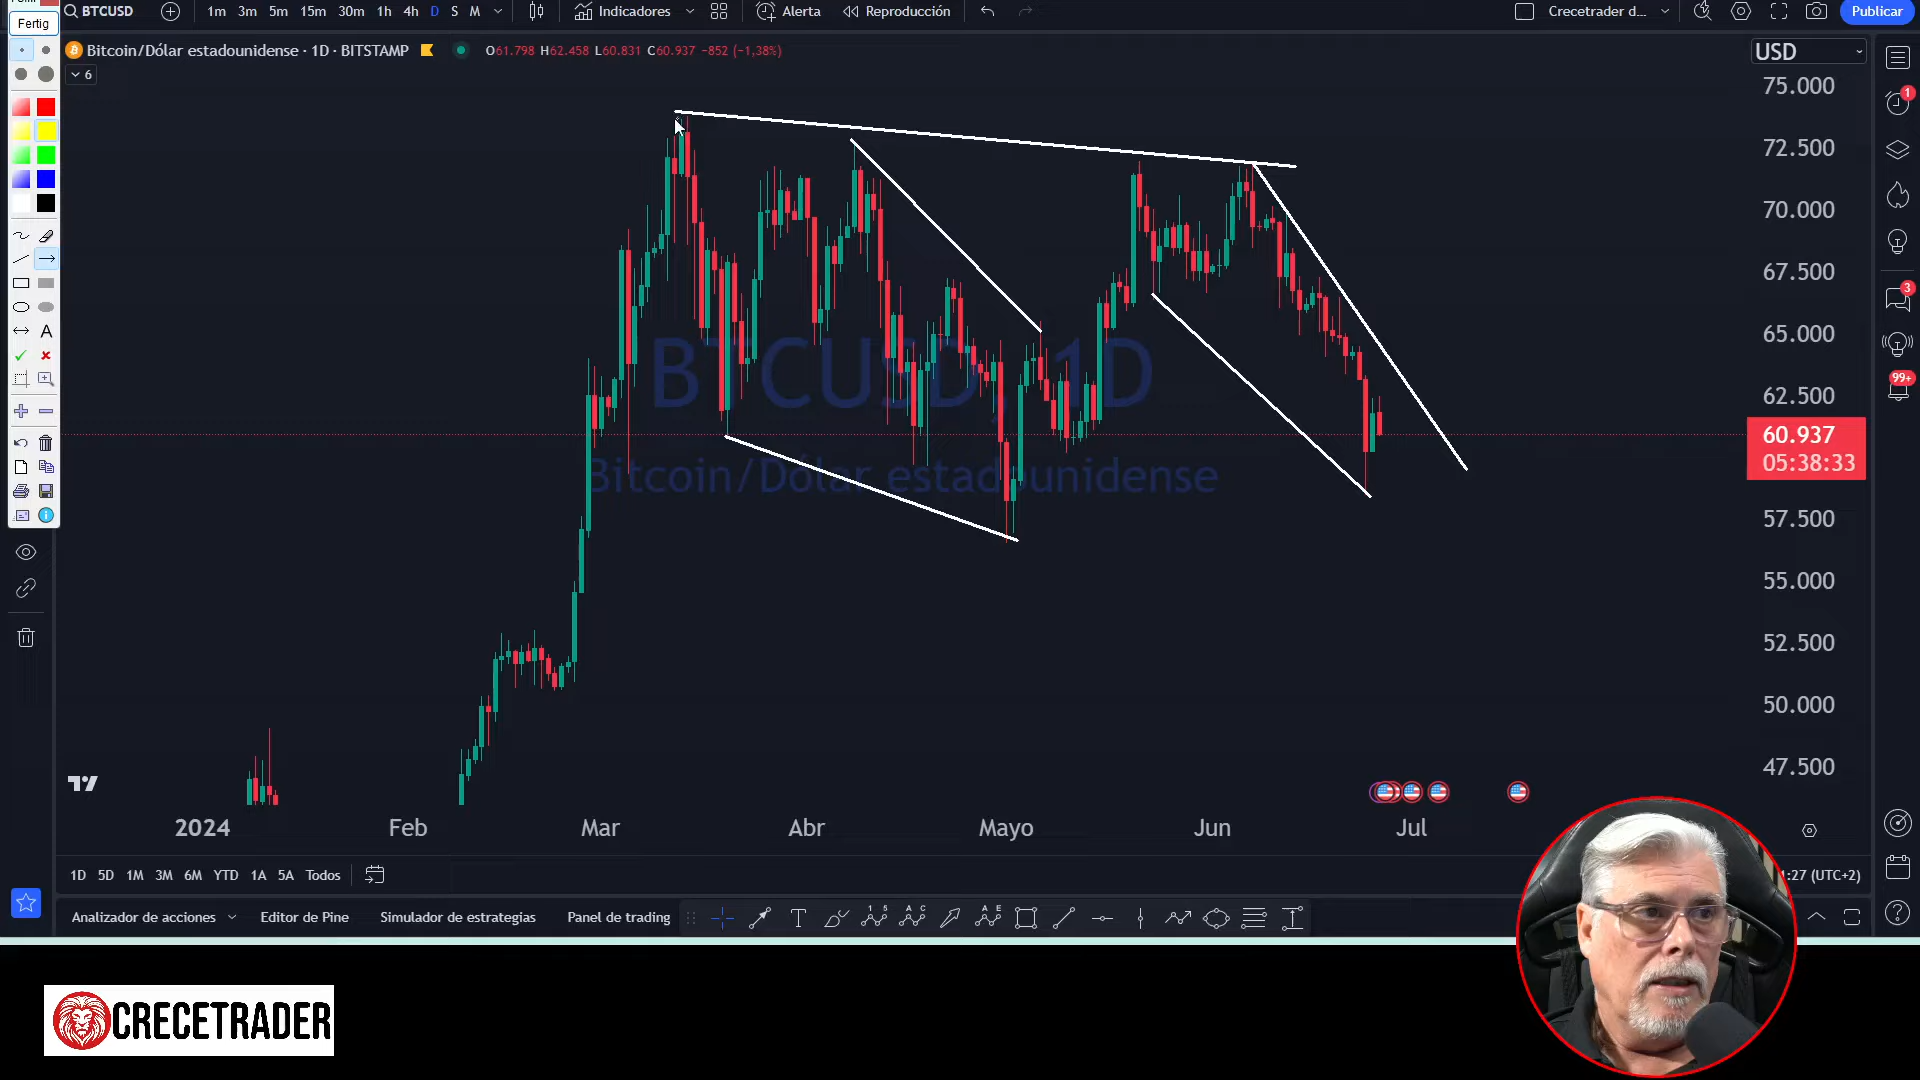 Fertig
BTCUSD
1m 3m 5m 15m 30m 1h 4h D S M
Indicadores
Alerta
Reproducción
Crecetrader d...
Publicar
Bitcoin/Dólar estadounidense · 1D · BITSTAMP
O61.798 H62.458 L60.831 C60.937 −852 (−1,38%)
6
USD
75.000
72.500
70.000
67.500
65.000
62.500
60.937
05:38:33
57.500
55.000
52.500
50.000
47.500
BTCUSD, 1D
Bitcoin/Dólar estadounidense
A
1
3
99+
2024 Feb Mar Abr Mayo Jun Jul
1D 5D 1M 3M 6M YTD 1A 5A Todos
:27 (UTC+2)
Analizador de acciones
Editor de Pine
Simulador de estrategias
Panel de trading
CRECETRADER